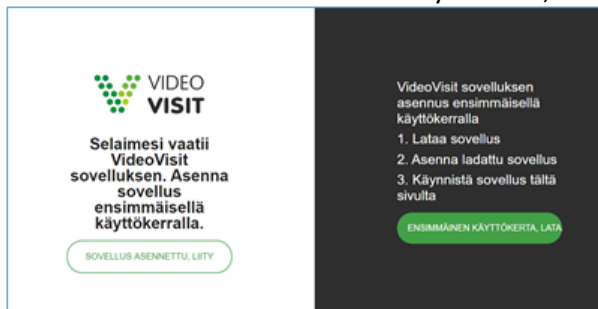 VIDEO
VISIT
Selaimesi vaatii
VideoVisit
sovelluksen. Asenna
sovellus
ensimmäisellä
käyttökerralla.
SOVELLUS ASENNETTU, LIITY
VideoVisit sovelluksen
asennus ensimmäisellä
käyttökerralla
1. Lataa sovellus
2. Asenna ladattu sovellus
3. Käynnistä sovellus tältä
sivulta
ENSIMMÄINEN KÄYTTÖKERTA, LATA